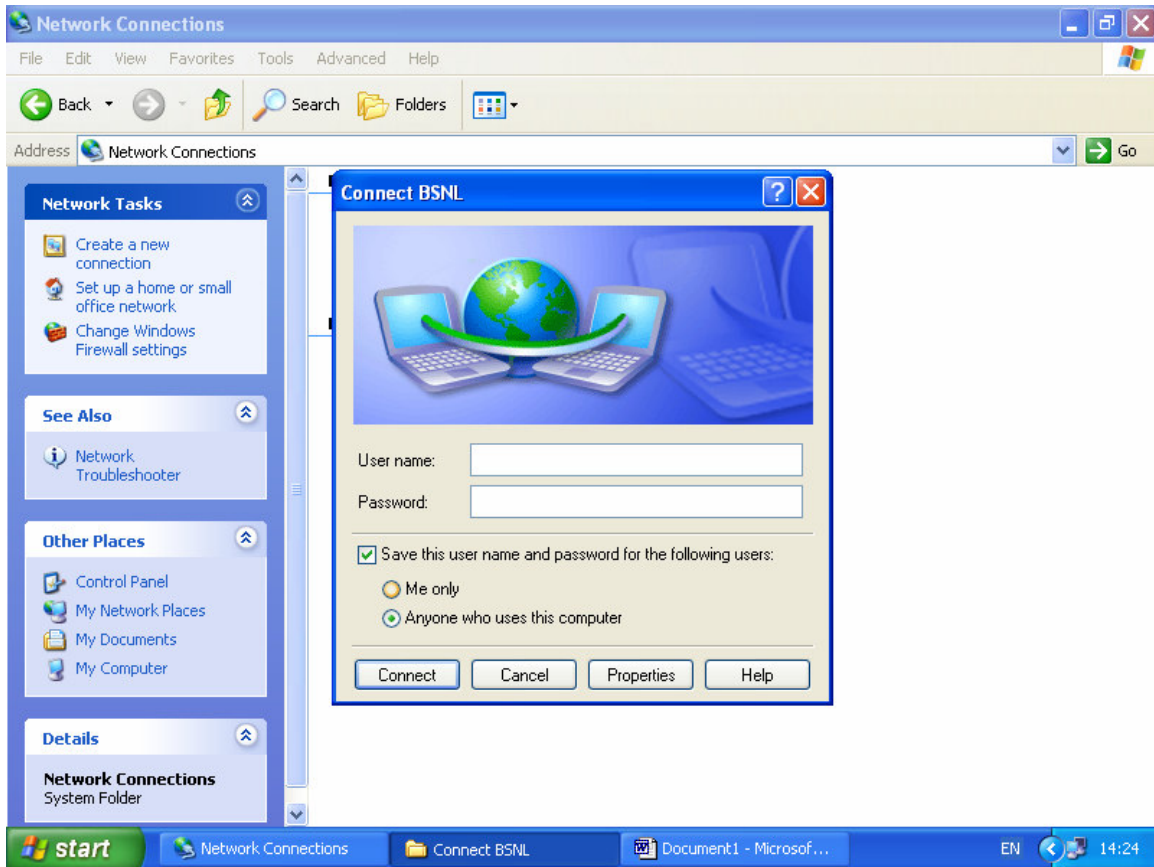 Network Connections
File Edit View Favorites Tools Advanced Help
Back Search Folders
Address Network Connections Go
Network Tasks
Create a new
connection
Set up a home or small
office network
Change Windows
Firewall settings
See Also
Network
Troubleshooter
Other Places
Control Panel
My Network Places
My Documents
My Computer
Details
Network Connections
System Folder
Connect BSNL
User name:
Password:
Save this user name and password for the following users:
Me only
Anyone who uses this computer
Connect Cancel Properties Help
start Network Connections Connect BSNL Document1 - Microsof... EN 14:24